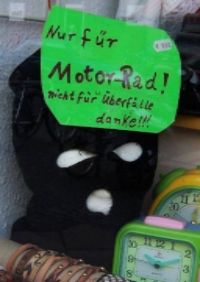 Nur für
Motor-Rad!
nicht für Überfälle
danke!!!